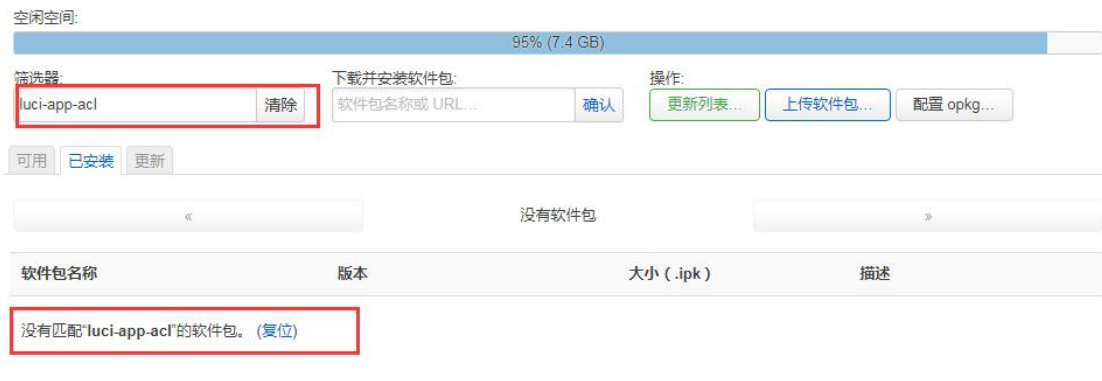 空闲空间:
95% (7.4 GB)
筛选器: 下载并安装软件包: 操作:
luci-app-acl 清除 软件包名称或 URL... 确认 更新列表... 上传软件包... 配置 opkg...
可用 已安装 更新
« 没有软件包 »
软件包名称 版本 大小 ( .ipk ) 描述
没有匹配“luci-app-acl”的软件包。 (复位)